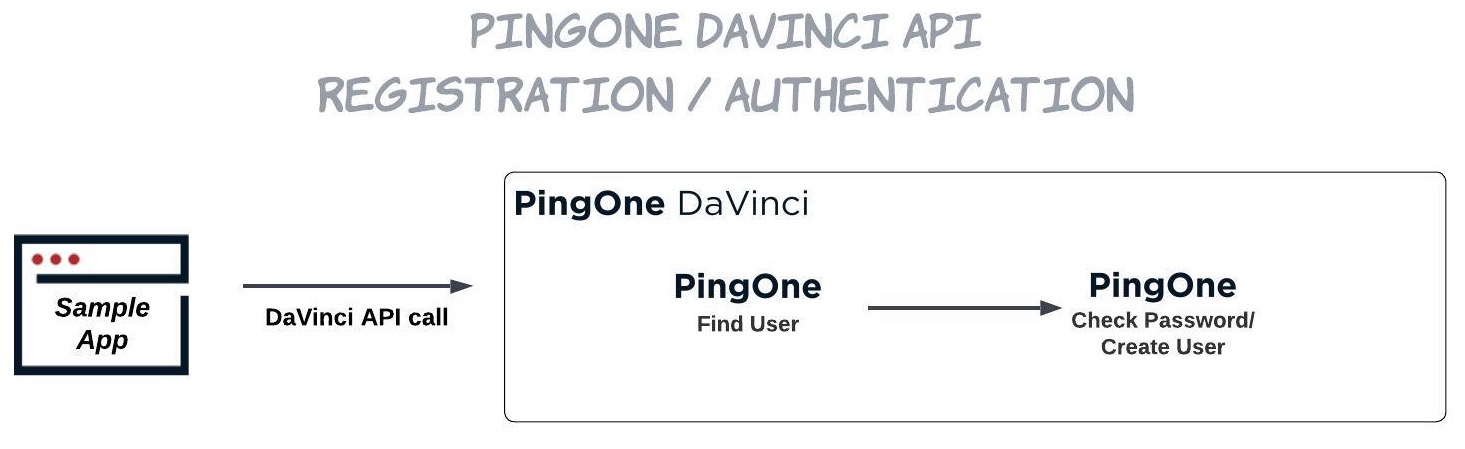 PINGONE DAVINCI API
REGISTRATION / AUTHENTICATION
PingOne DaVinci
Sample
App
DaVinci API call
PingOne
Find User
PingOne
Check Password/
Create User